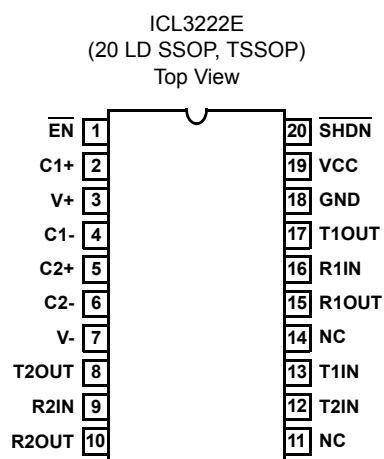 ICL3222E
(20 LD SSOP, TSSOP)
Top View
EN 1 20 SHDN
C1+ 2 19 VCC
V+ 3 18 GND
C1- 4 17 T1OUT
C2+ 5 16 R1IN
C2- 6 15 R1OUT
V- 7 14 NC
T2OUT 8 13 T1IN
R2IN 9 12 T2IN
R2OUT 10 11 NC